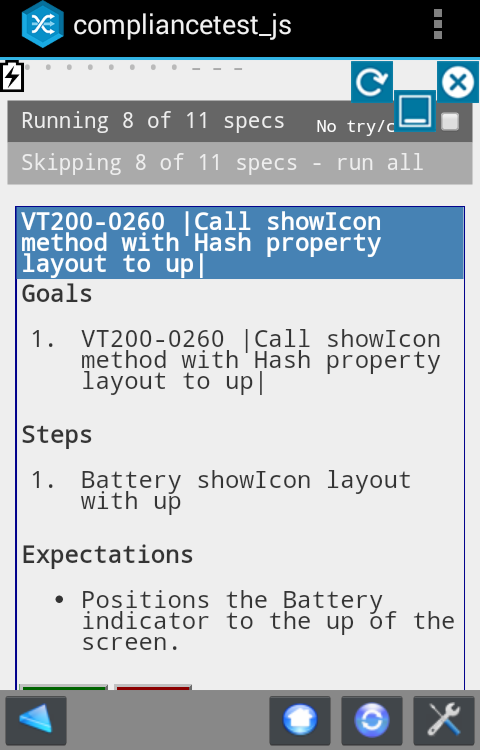 compliancetest_js
Running 8 of 11 specs
No try/c
Skipping 8 of 11 specs - run all
VT200-0260 |Call showIcon
method with Hash property
layout to up|
Goals
1. VT200-0260 |Call showIcon
method with Hash property
layout to up|
Steps
1. Battery showIcon layout
with up
Expectations
• Positions the Battery
indicator to the up of the
screen.